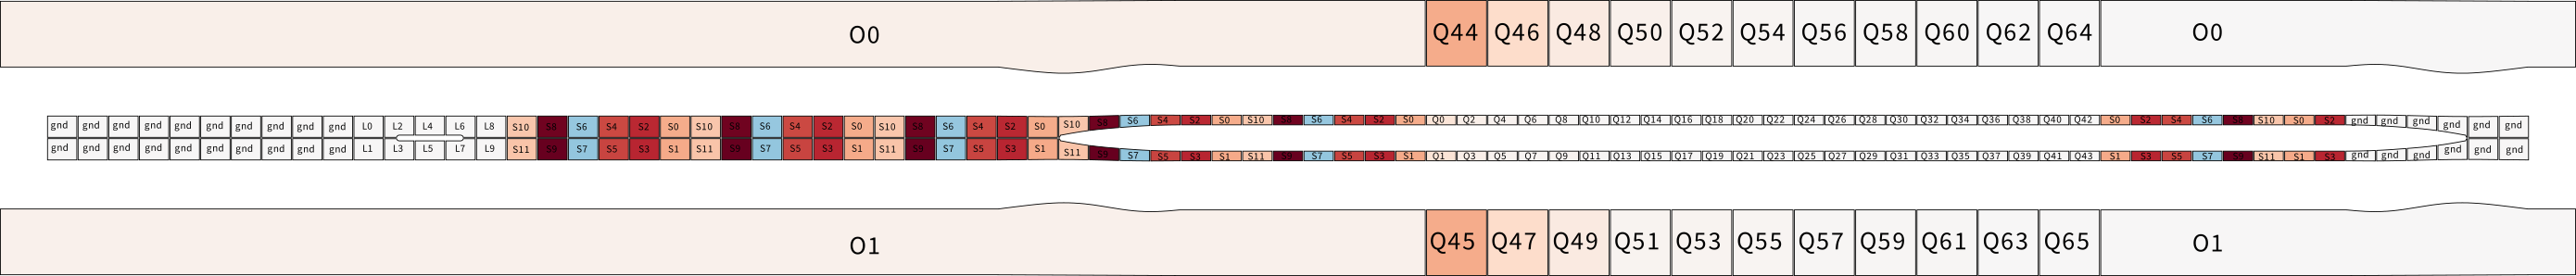 O0 Q44 Q46 Q48 Q50 Q52 Q54 Q56 Q58 Q60 Q62 Q64 O0
gnd gnd gnd gnd gnd gnd gnd gnd gnd gnd L0 L2 L4 L6 L8 S10 S8 S6 S4 S2 S0 S10 S8 S6 S4 S2 S0 S10 S8 S6 S4 S2 S0 S10 S8 S6 S4 S2 S0 S10 S8 S6 S4 S2 S0 Q0 Q2 Q4 Q6 Q8 Q10 Q12 Q14 Q16 Q18 Q20 Q22 Q24 Q26 Q28 Q30 Q32 Q34 Q36 Q38 Q40 Q42 S0 S2 S4 S6 S8 S10 S0 S2 gnd gnd gnd gnd gnd gnd
gnd gnd gnd gnd gnd gnd gnd gnd gnd gnd L1 L3 L5 L7 L9 S11 S9 S7 S5 S3 S1 S11 S9 S7 S5 S3 S1 S11 S9 S7 S5 S3 S1 S11 S9 S7 S5 S3 S1 S11 S9 S7 S5 S3 S1 Q1 Q3 Q5 Q7 Q9 Q11 Q13 Q15 Q17 Q19 Q21 Q23 Q25 Q27 Q29 Q31 Q33 Q35 Q37 Q39 Q41 Q43 S1 S3 S5 S7 S9 S11 S1 S3 gnd gnd gnd gnd gnd gnd
O1 Q45 Q47 Q49 Q51 Q53 Q55 Q57 Q59 Q61 Q63 Q65 O1